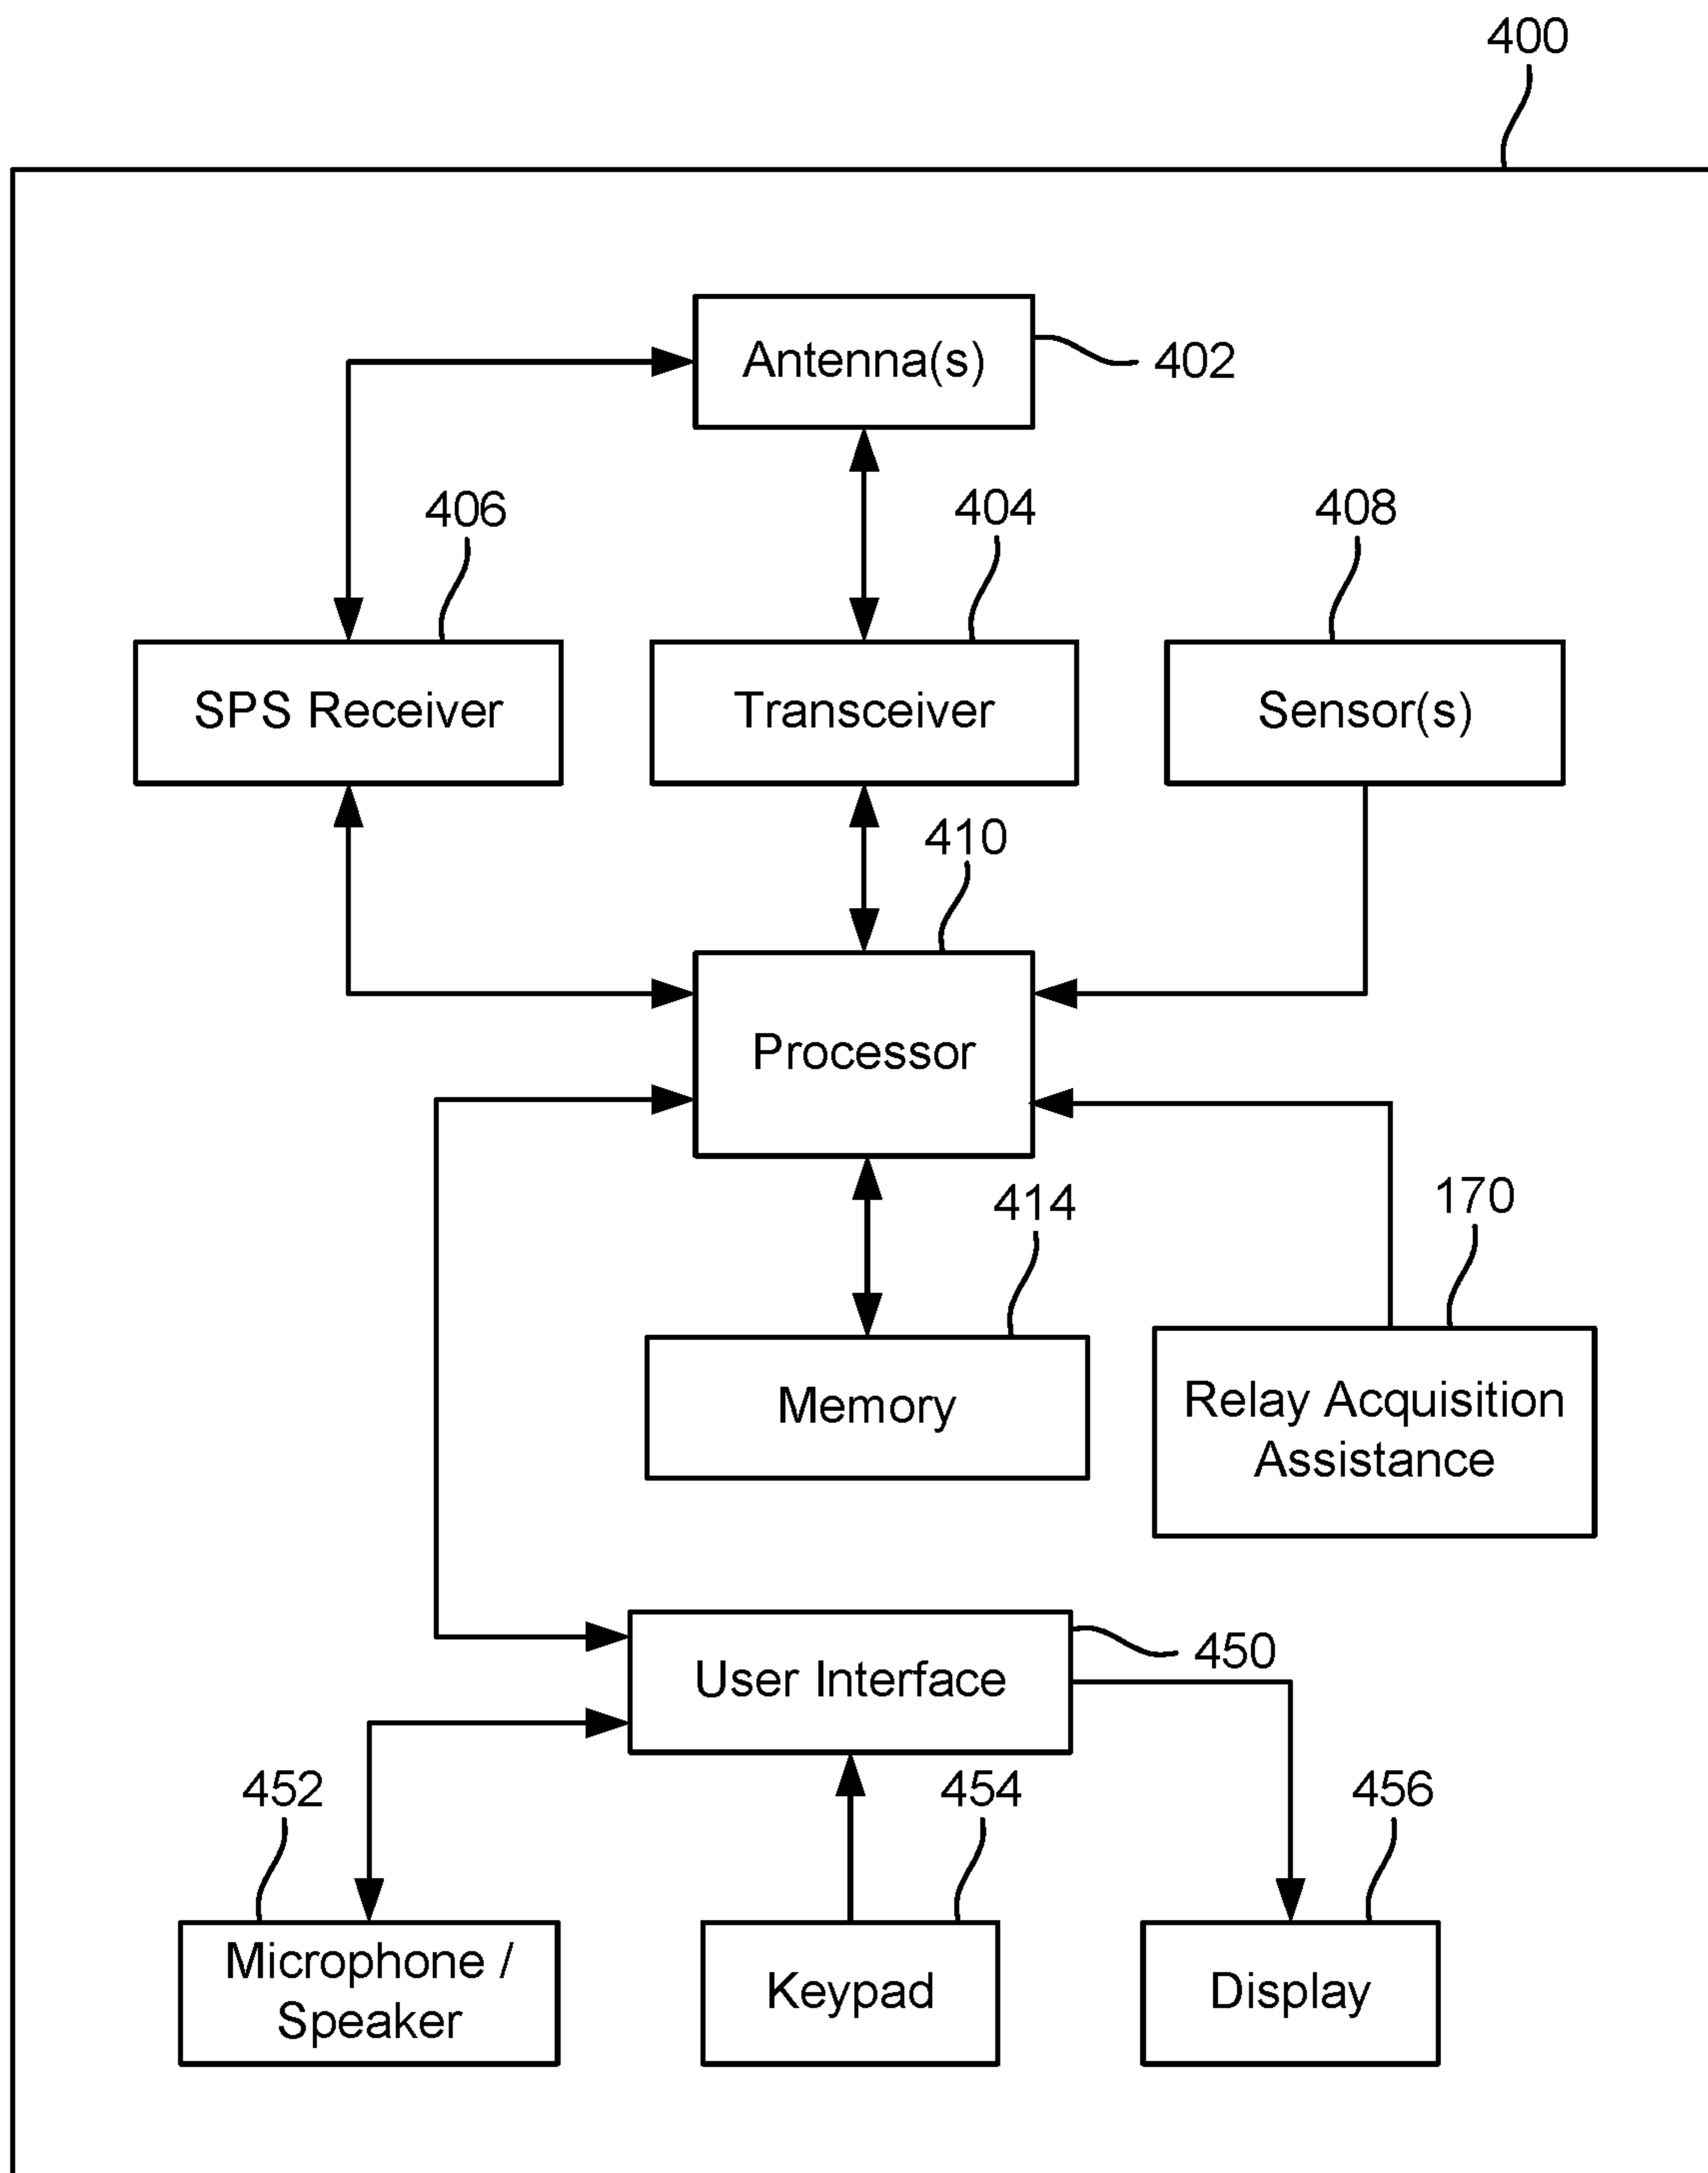 400
Antenna(s)
402
406
404
408
SPS Receiver
Transceiver
Sensor(s)
410
Processor
414
170
Memory
Relay Acquisition
Assistance
User Interface
450
452
454
456
Microphone /
Speaker
Keypad
Display